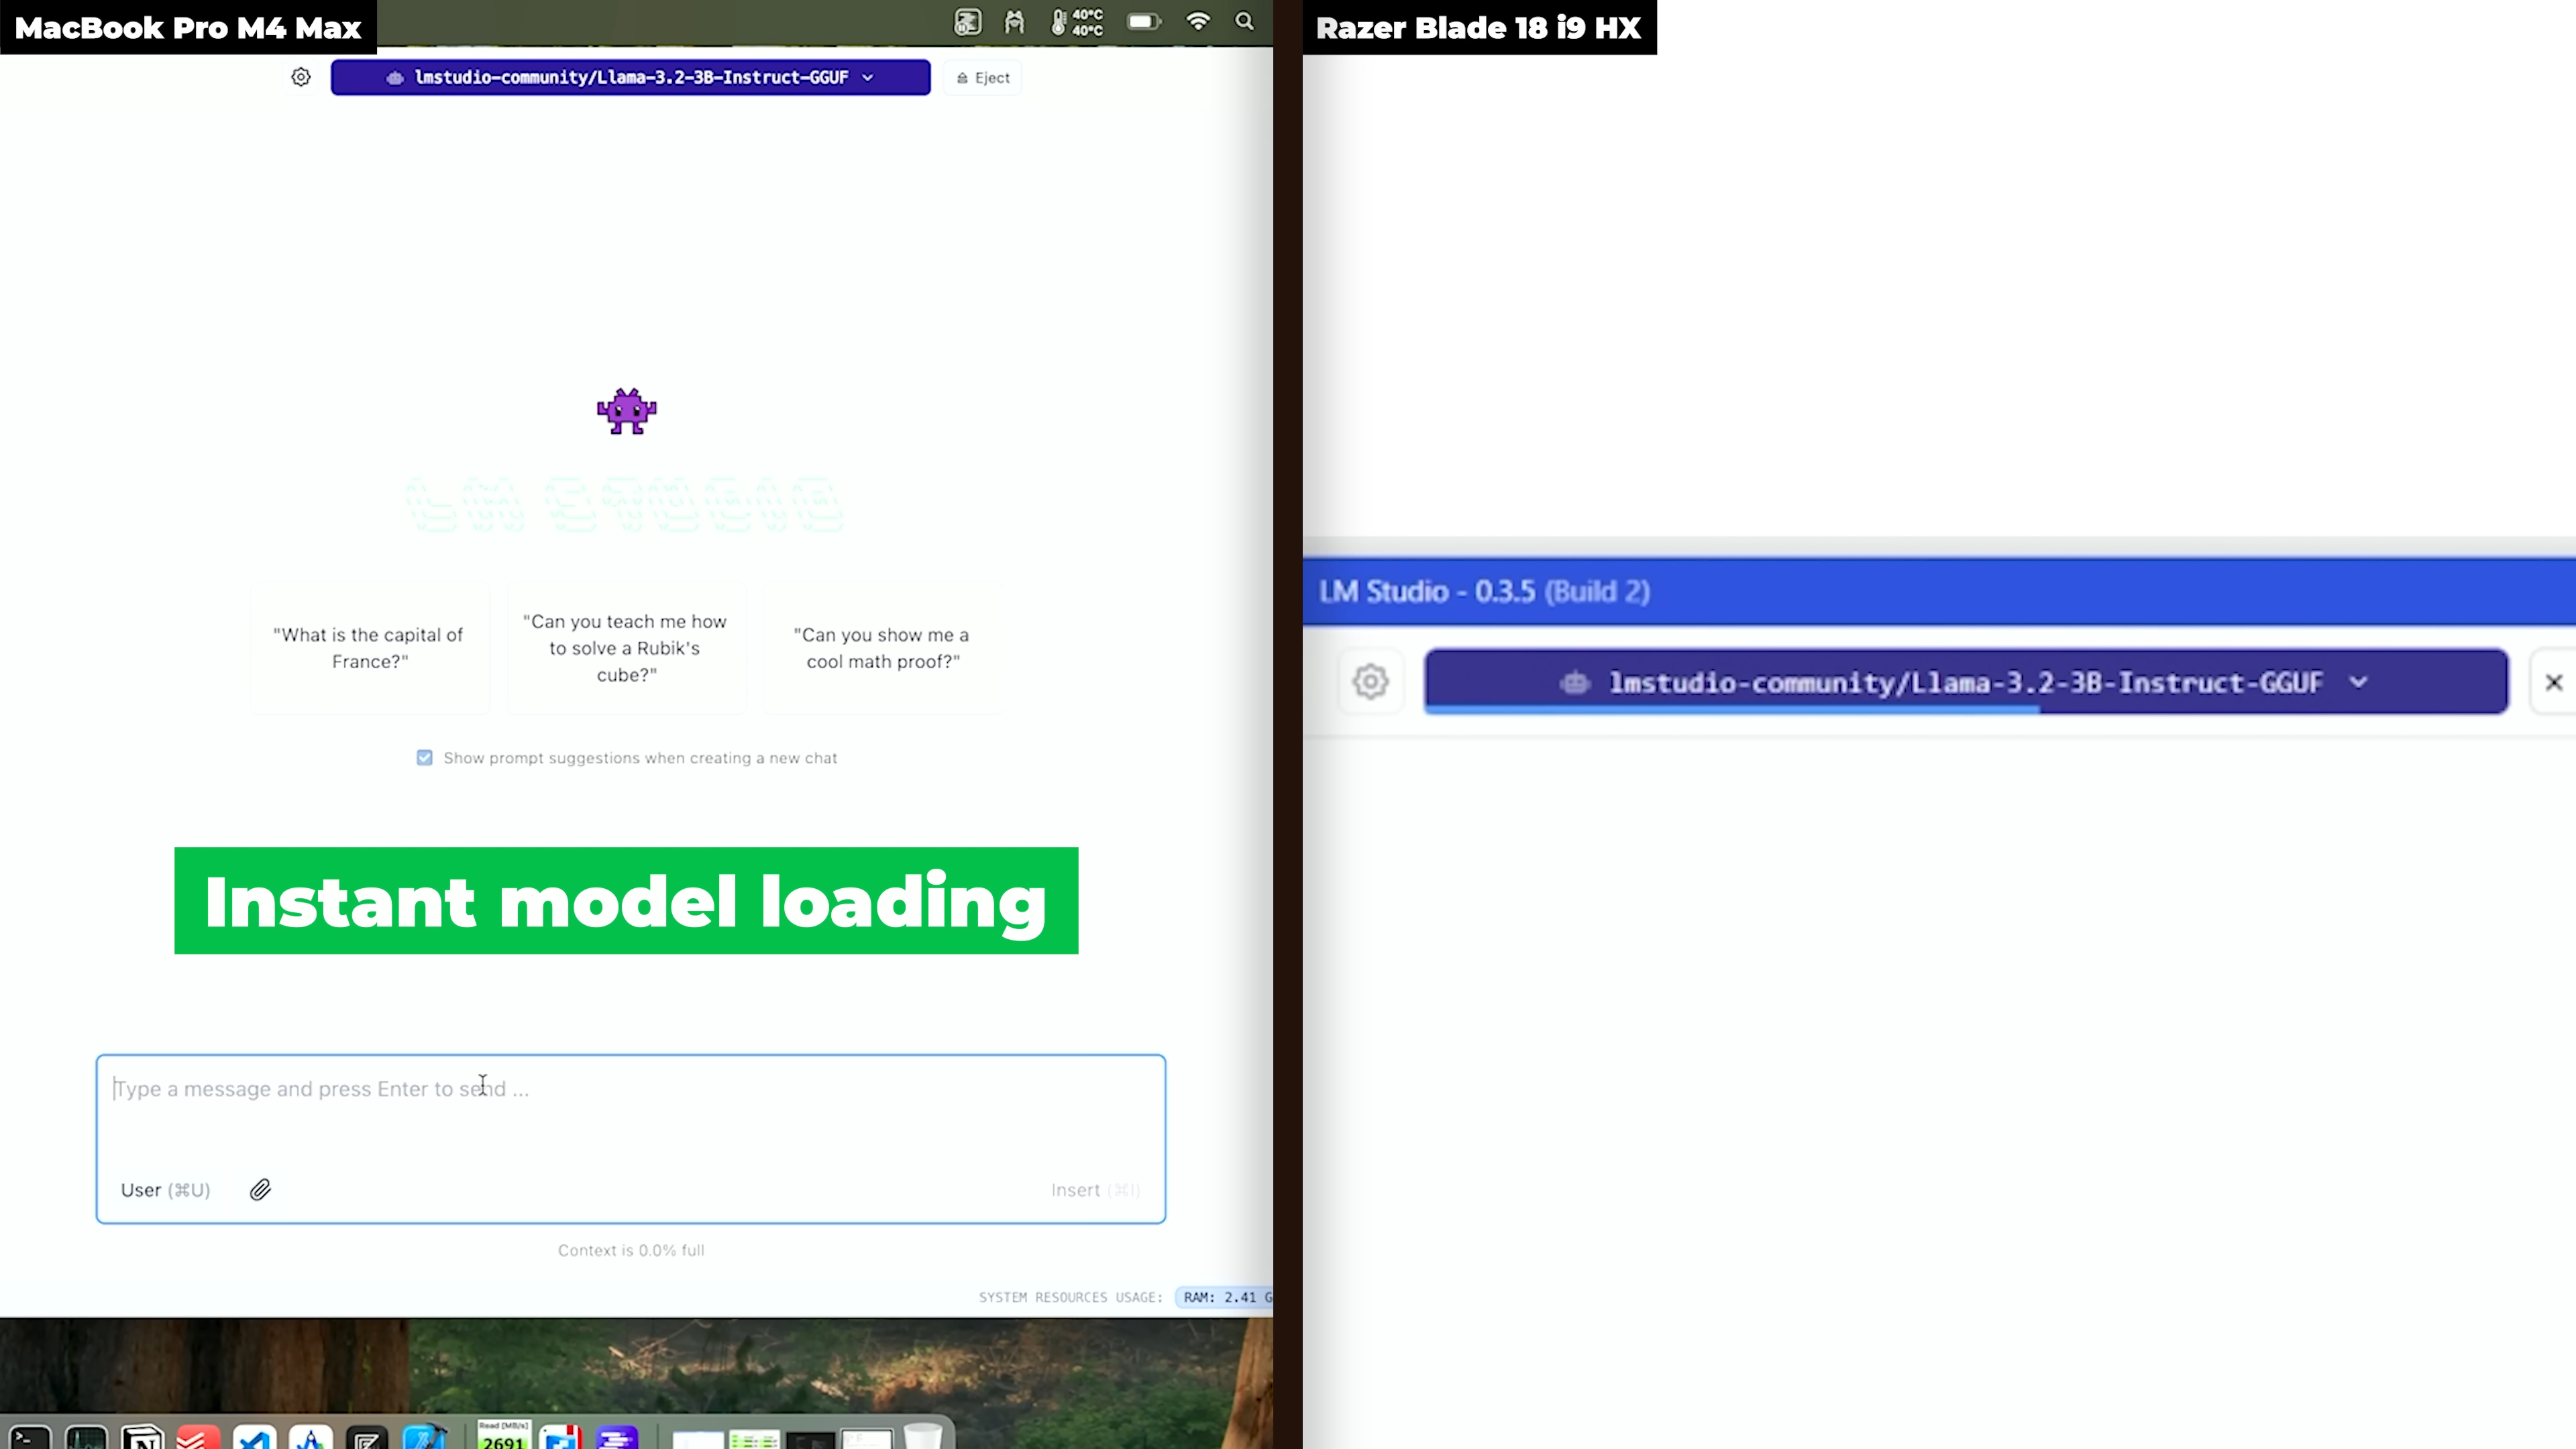 MacBook Pro M4 Max
40°C
40°C
lmstudio-community/Llama-3.2-3B-Instruct-GGUF
Eject
LM STUDIO
"What is the capital of
France?"
"Can you teach me how
to solve a Rubik's
cube?"
"Can you show me a
cool math proof?"
Show prompt suggestions when creating a new chat
Instant model loading
Type a message and press Enter to send ...
User (⌘U)
Insert (⌘I)
Context is 0.0% full
SYSTEM RESOURCES USAGE:
RAM: 2.41 G
Read [MB/s]
2691
Razer Blade 18 i9 HX
LM Studio - 0.3.5 (Build 2)
lmstudio-community/Llama-3.2-3B-Instruct-GGUF